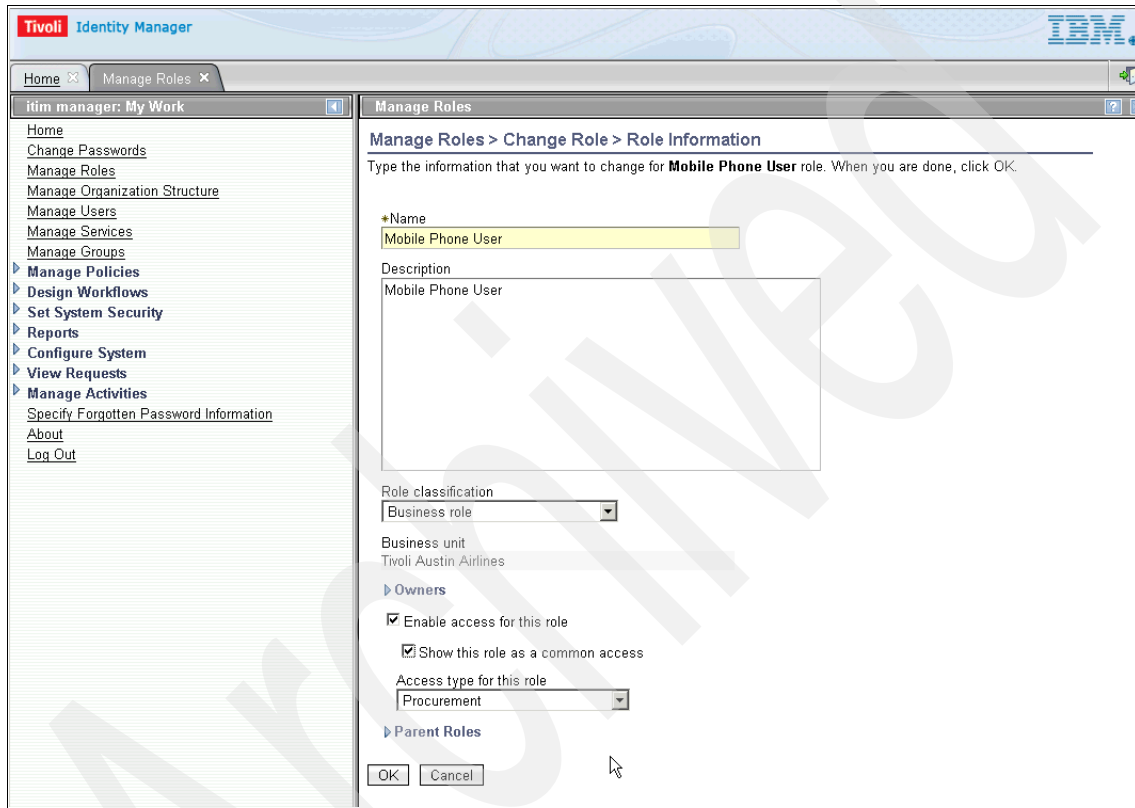 Tivoli Identity Manager
IBM.
Home Manage Roles
itim manager: My Work
Home
Change Passwords
Manage Roles
Manage Organization Structure
Manage Users
Manage Services
Manage Groups
Manage Policies
Design Workflows
Set System Security
Reports
Configure System
View Requests
Manage Activities
Specify Forgotten Password Information
About
Log Out
Manage Roles ?
Manage Roles > Change Role > Role Information
Type the information that you want to change for Mobile Phone User role. When you are done, click OK.
*Name
Mobile Phone User
Description
Mobile Phone User
Role classification
Business role
Business unit
Tivoli Austin Airlines
Owners
Enable access for this role
Show this role as a common access
Access type for this role
Procurement
Parent Roles
OK Cancel
Archived